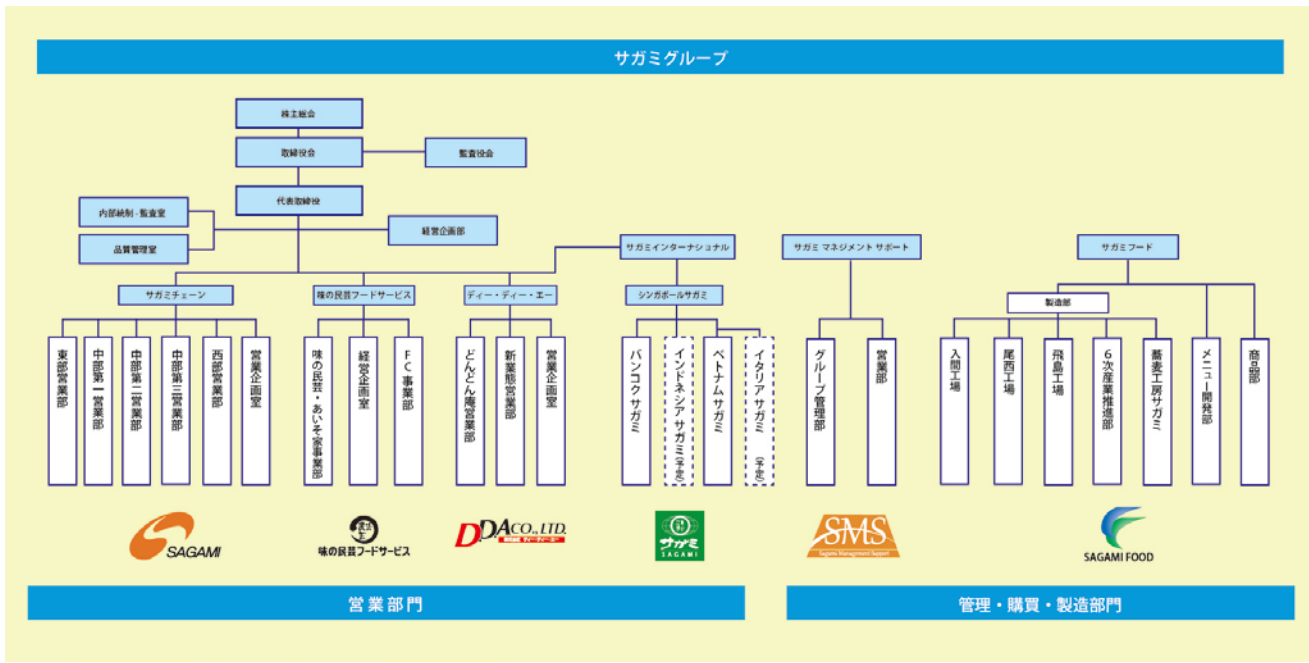 サガミグループ
株主総会
取締役会
監査役会
代表取締役
内部統制・監査室
品質管理室
経営企画部
サガミインターナショナル
サガミ マネジメント サポート
サガミフード
サガミチェーン
味の民芸フードサービス
ディー・ディー・エー
シンガポールサガミ
製造部
東部営業部
中部第一営業部
中部第二営業部
中部第三営業部
西部営業部
営業企画室
味の民芸・あいそ家事業部
経営企画室
FC事業部
どんどん庵営業部
新業態営業部
営業企画室
バンコクサガミ
インドネシアサガミ(予定)
ベトナムサガミ
イタリアサガミ (予定)
グループ管理部
営業部
入間工場
尾西工場
飛島工場
6次産業推進部
蕎麦工房サガミ
メニュー開発部
商品部
SAGAMI
味の民芸フードサービス
D.D.A CO.,LTD.
株式会社 ディー・ディー・エー
サガミ
SAGAMI
SMS
Sagami Management Support
SAGAMI FOOD
営業部門
管理・購買・製造部門